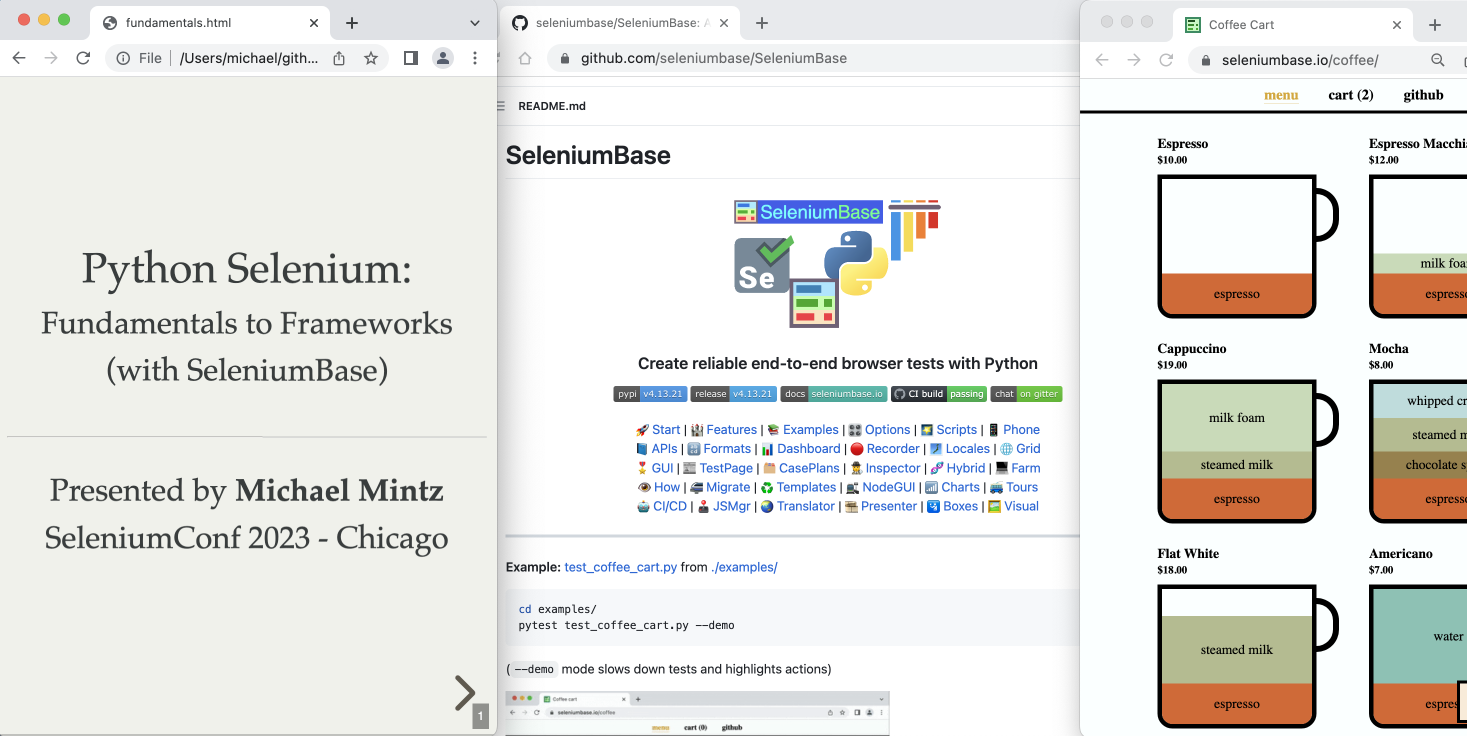 fundamentals.html
File
/Users/michael/gith...
Python Selenium:
Fundamentals to Frameworks
(with SeleniumBase)
Presented by Michael Mintz
SeleniumConf 2023 - Chicago
1
seleniumbase/SeleniumBase: A
github.com/seleniumbase/SeleniumBase
README.md
SeleniumBase
SeleniumBase
Se
Create reliable end-to-end browser tests with Python
pypi v4.13.21 release v4.13.21 docs seleniumbase.io CI build passing chat on gitter
Start | Features | Examples | Options | Scripts | Phone
APIs | Formats | Dashboard | Recorder | Locales | Grid
GUI | TestPage | CasePlans | Inspector | Hybrid | Farm
How | Migrate | Templates | NodeGUI | Charts | Tours
CI/CD | JSMgr | Translator | Presenter | Boxes | Visual
Example: test_coffee_cart.py from ./examples/
cd examples/
pytest test_coffee_cart.py --demo
( --demo mode slows down tests and highlights actions)
Coffee cart
seleniumbase.io/coffee
menu cart (0) github
Coffee Cart
seleniumbase.io/coffee/
menu cart (2) github
Espresso
$10.00
espresso
Espresso Macchia
$12.00
milk foa
espresso
Cappuccino
$19.00
milk foam
steamed milk
espresso
Mocha
$8.00
whipped cr
steamed m
chocolate s
espresso
Flat White
$18.00
steamed milk
espresso
Americano
$7.00
water
espres